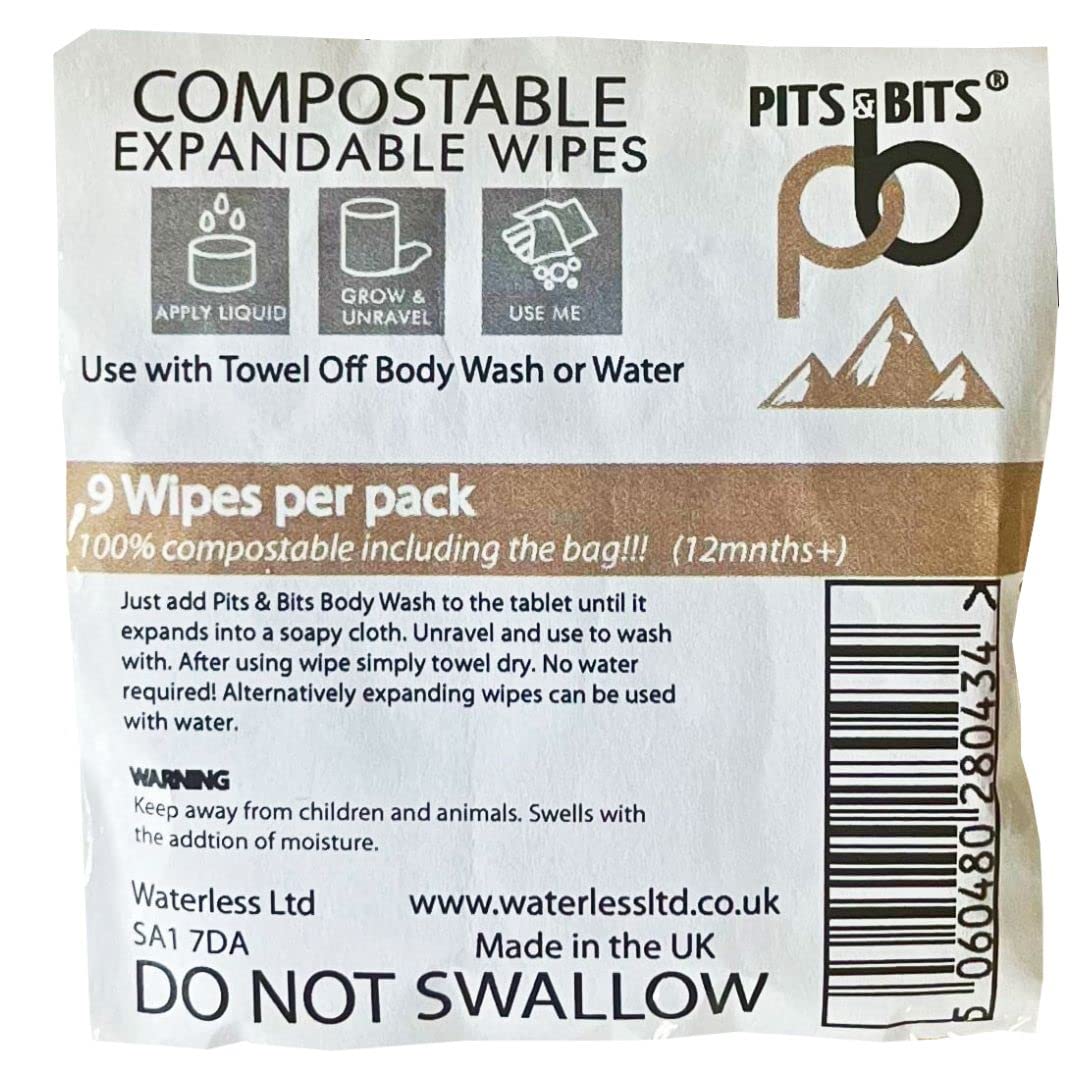 COMPOSTABLE
EXPANDABLE WIPES
PITS & BITS®
pb
APPLY LIQUID
GROW &
UNRAVEL
USE ME
Use with Towel Off Body Wash or Water
9 Wipes per pack
100% compostable including the bag!!! (12mnths+)
Just add Pits & Bits Body Wash to the tablet until it
expands into a soapy cloth. Unravel and use to wash
with. After using wipe simply towel dry. No water
required! Alternatively expanding wipes can be used
with water.
WARNING
Keep away from children and animals. Swells with
the addtion of moisture.
Waterless Ltd
SA1 7DA
www.waterlessltd.co.uk
Made in the UK
DO NOT SWALLOW
5 060480 280434